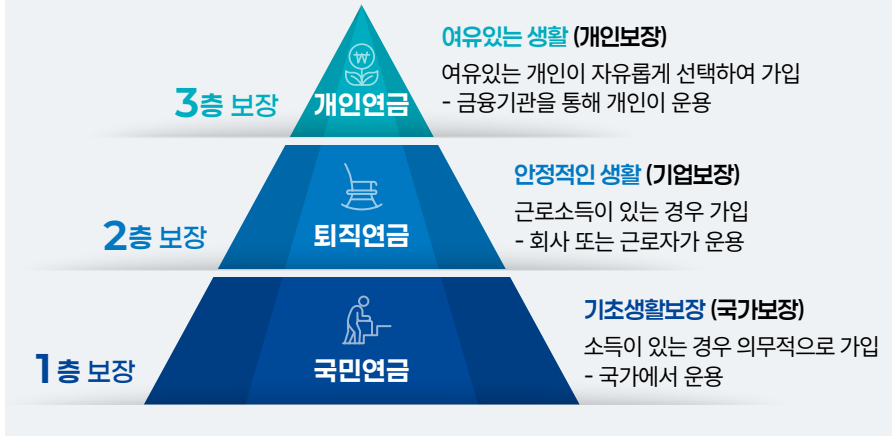 여유있는 생활 (개인보장)
여유있는 개인이 자유롭게 선택하여 가입
- 금융기관을 통해 개인이 운용
3층 보장
₩
개인연금
안정적인 생활 (기업보장)
근로소득이 있는 경우 가입
- 회사 또는 근로자가 운용
2층 보장
퇴직연금
기초생활보장 (국가보장)
소득이 있는 경우 의무적으로 가입
- 국가에서 운용
1층 보장
국민연금